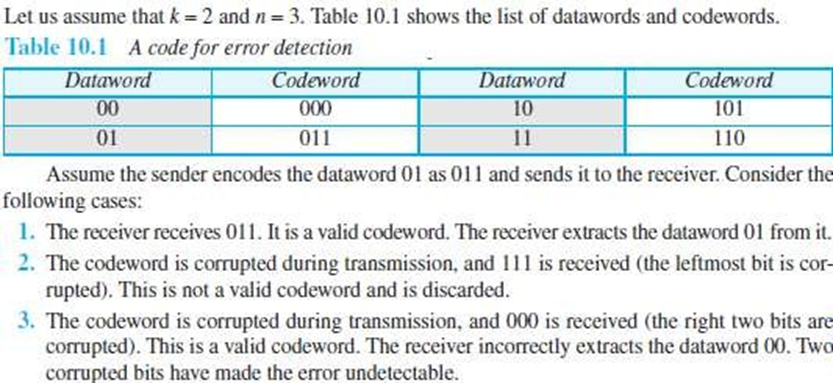 Let us assume that k = 2 and n = 3. Table 10.1 shows the list of datawords and codewords.
Table 10.1 A code for error detection
Dataword Codeword Dataword Codeword
00 000 10 101
01 011 11 110
Assume the sender encodes the dataword 01 as 011 and sends it to the receiver. Consider the
following cases:
1. The receiver receives 011. It is a valid codeword. The receiver extracts the dataword 01 from it.
2. The codeword is corrupted during transmission, and 111 is received (the leftmost bit is cor-
rupted). This is not a valid codeword and is discarded.
3. The codeword is corrupted during transmission, and 000 is received (the right two bits are
corrupted). This is a valid codeword. The receiver incorrectly extracts the dataword 00. Two
corrupted bits have made the error undetectable.